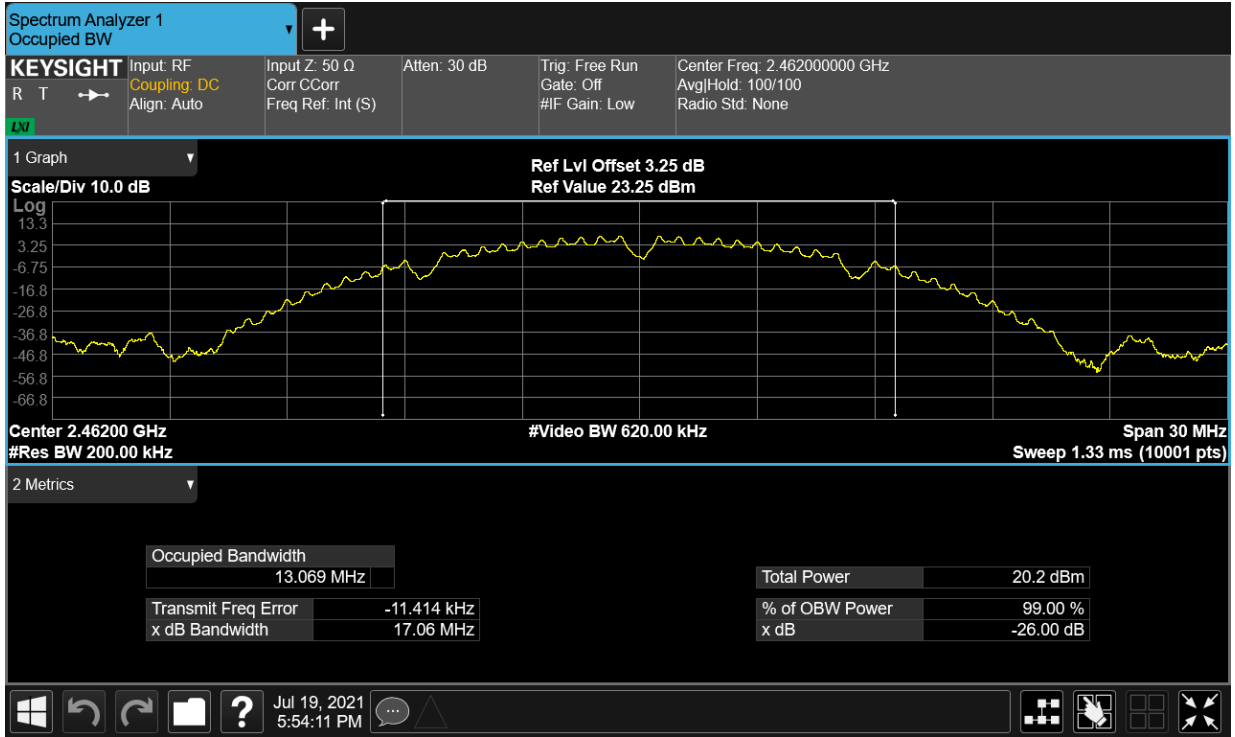 Spectrum Analyzer 1
Occupied BW
▼
+
KEYSIGHT
R T
LXI
Input: RF
Coupling: DC
Align: Auto
Input Z: 50 Ω
Corr CCorr
Freq Ref: Int (S)
Atten: 30 dB
Trig: Free Run
Gate: Off
#IF Gain: Low
Center Freq: 2.462000000 GHz
Avg|Hold: 100/100
Radio Std: None
1 Graph ▼
Ref Lvl Offset 3.25 dB
Scale/Div 10.0 dB
Ref Value 23.25 dBm
Log
13.3
3.25
-6.75
-16.8
-26.8
-36.8
-46.8
-56.8
-66.8
Center 2.46200 GHz
#Video BW 620.00 kHz
Span 30 MHz
#Res BW 200.00 kHz
Sweep 1.33 ms (10001 pts)
2 Metrics ▼
Occupied Bandwidth
13.069 MHz
Total Power 20.2 dBm
Transmit Freq Error -11.414 kHz
% of OBW Power 99.00 %
x dB Bandwidth 17.06 MHz
x dB -26.00 dB
?
Jul 19, 2021
5:54:11 PM